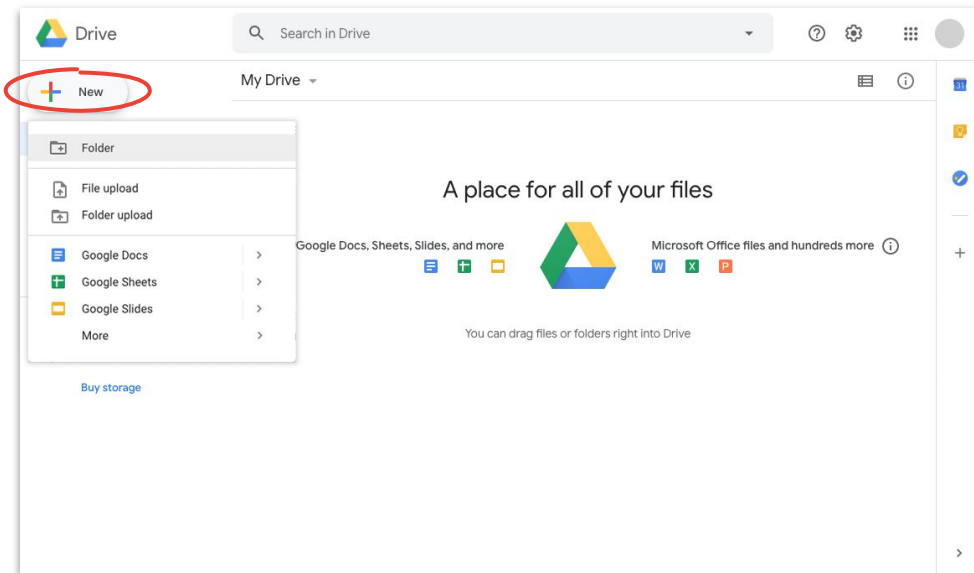 Drive
Search in Drive
New
My Drive
31
Folder
File upload
Folder upload
Google Docs
Google Sheets
Google Slides
More
A place for all of your files
Google Docs, Sheets, Slides, and more
Microsoft Office files and hundreds more
W X P
You can drag files or folders right into Drive
Buy storage